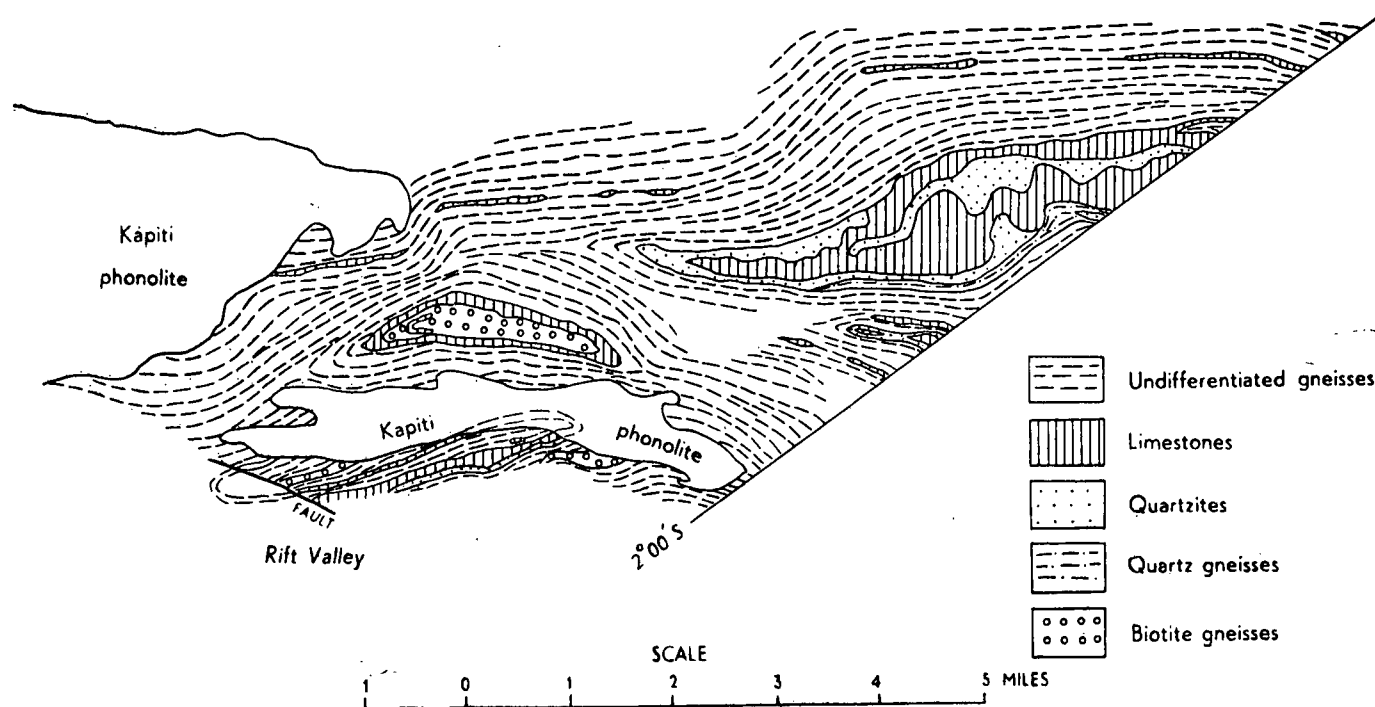 Kápiti
phonolite
Kapiti
phonolite
FAULT
Rift Valley
2°00'S
Undifferentiated gneisses
Limestones
Quartzites
Quartz gneisses
Biotite gneisses
SCALE
1 0 1 2 3 4 5 MILES